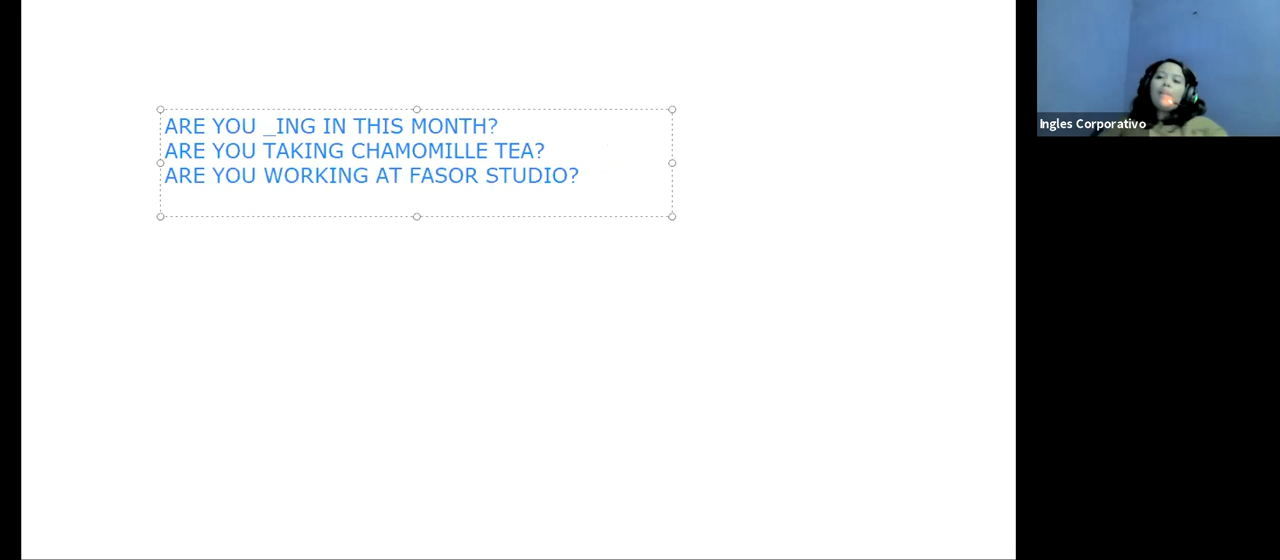 ARE YOU _ING IN THIS MONTH?
ARE YOU TAKING CHAMOMILLE TEA?
ARE YOU WORKING AT FASOR STUDIO?
Ingles Corporativo